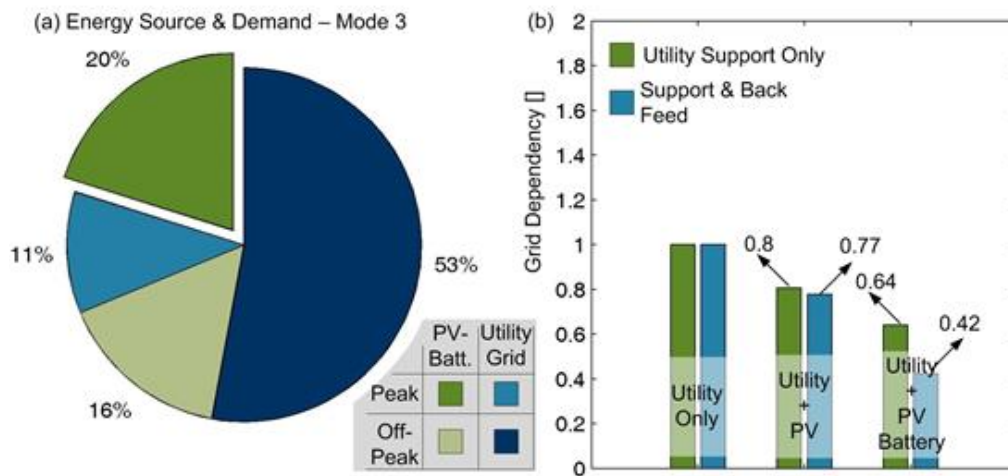 (a) Energy Source & Demand – Mode 3
20%
11%
53%
16%
PV-
Batt.
Utility
Grid
Peak
Off-
Peak
(b)
Grid Dependency []
2
1.8
1.6
1.4
1.2
1
0.8
0.6
0.4
0.2
0
Utility Support Only
Support & Back
Feed
0.8
0.77
0.64
0.42
Utility
Only
Utility
+
PV
Utility
+
PV
Battery